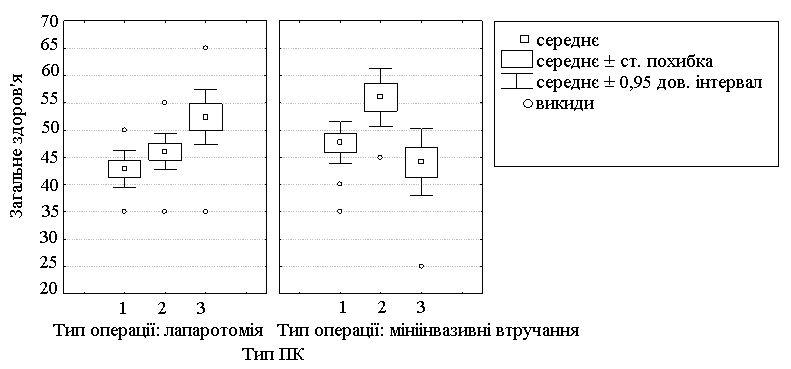 Загальне здоров'я
70
65
60
55
50
45
40
35
30
25
20
1 2 3
1 2 3
Тип операції: лапаротомія
Тип операції: мініінвазивні втручання
Тип ПК
середнє
середнє ± ст. похибка
середнє ± 0,95 дов. інтервал
викиди